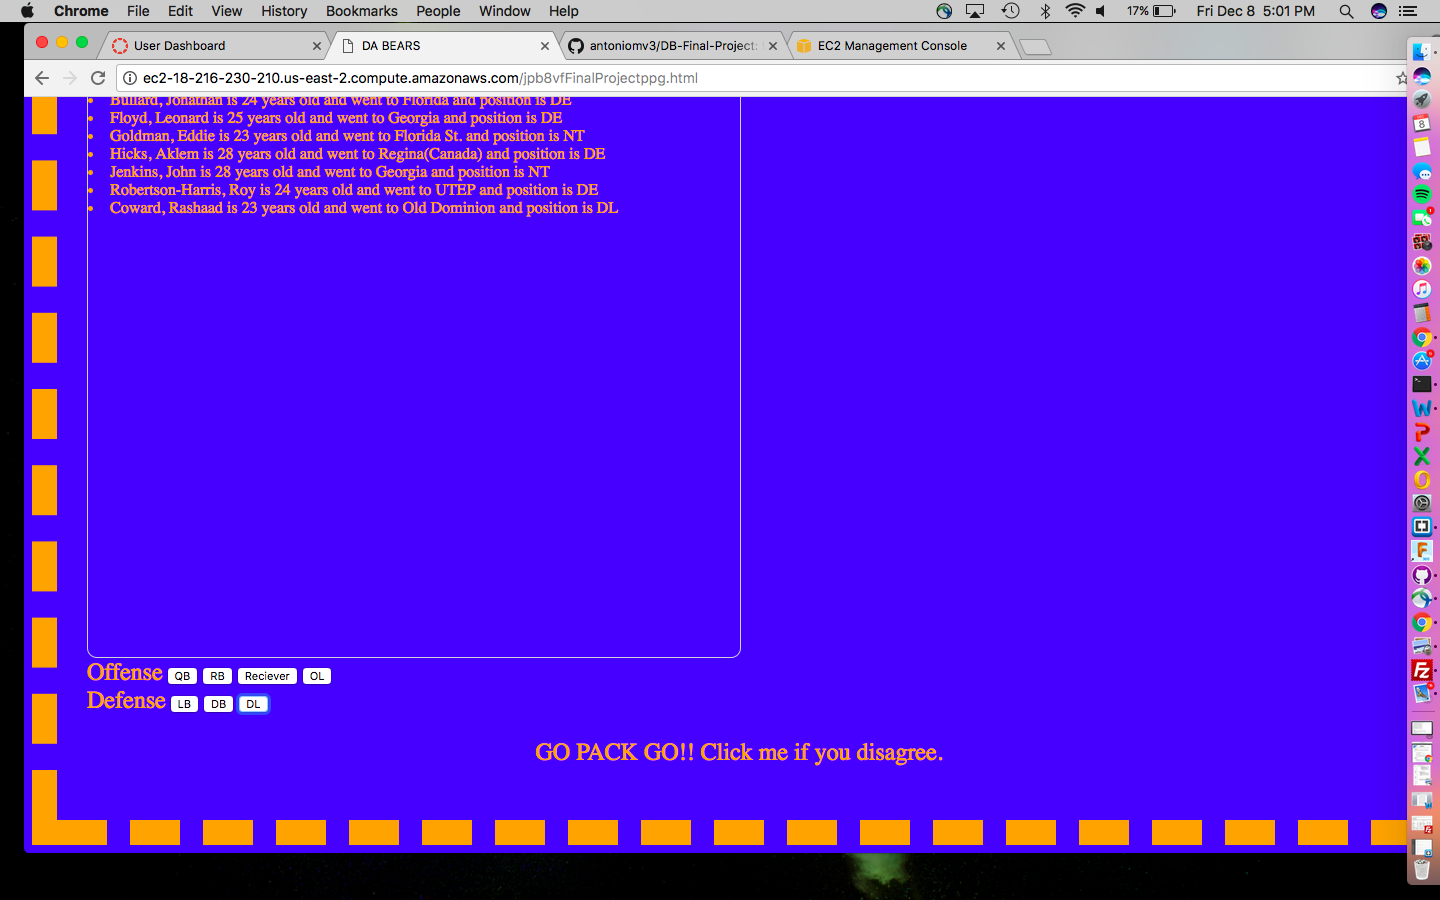 Chrome File Edit View History Bookmarks People Window Help 17% Fri Dec 8 5:01 PM
User Dashboard
DA BEARS
antoniomv3/DB-Final-Project:
EC2 Management Console
ec2-18-216-230-210.us-east-2.compute.amazonaws.com/jpb8vfFinalProjectppg.html
Bullard, Jonathan is 24 years old and went to Florida and position is DE
Floyd, Leonard is 25 years old and went to Georgia and position is DE
Goldman, Eddie is 23 years old and went to Florida St. and position is NT
Hicks, Aklem is 28 years old and went to Regina(Canada) and position is DE
Jenkins, John is 28 years old and went to Georgia and position is NT
Robertson-Harris, Roy is 24 years old and went to UTEP and position is DE
Coward, Rashaad is 23 years old and went to Old Dominion and position is DL
Offense QB RB Reciever OL
Defense LB DB DL
GO PACK GO!! Click me if you disagree.